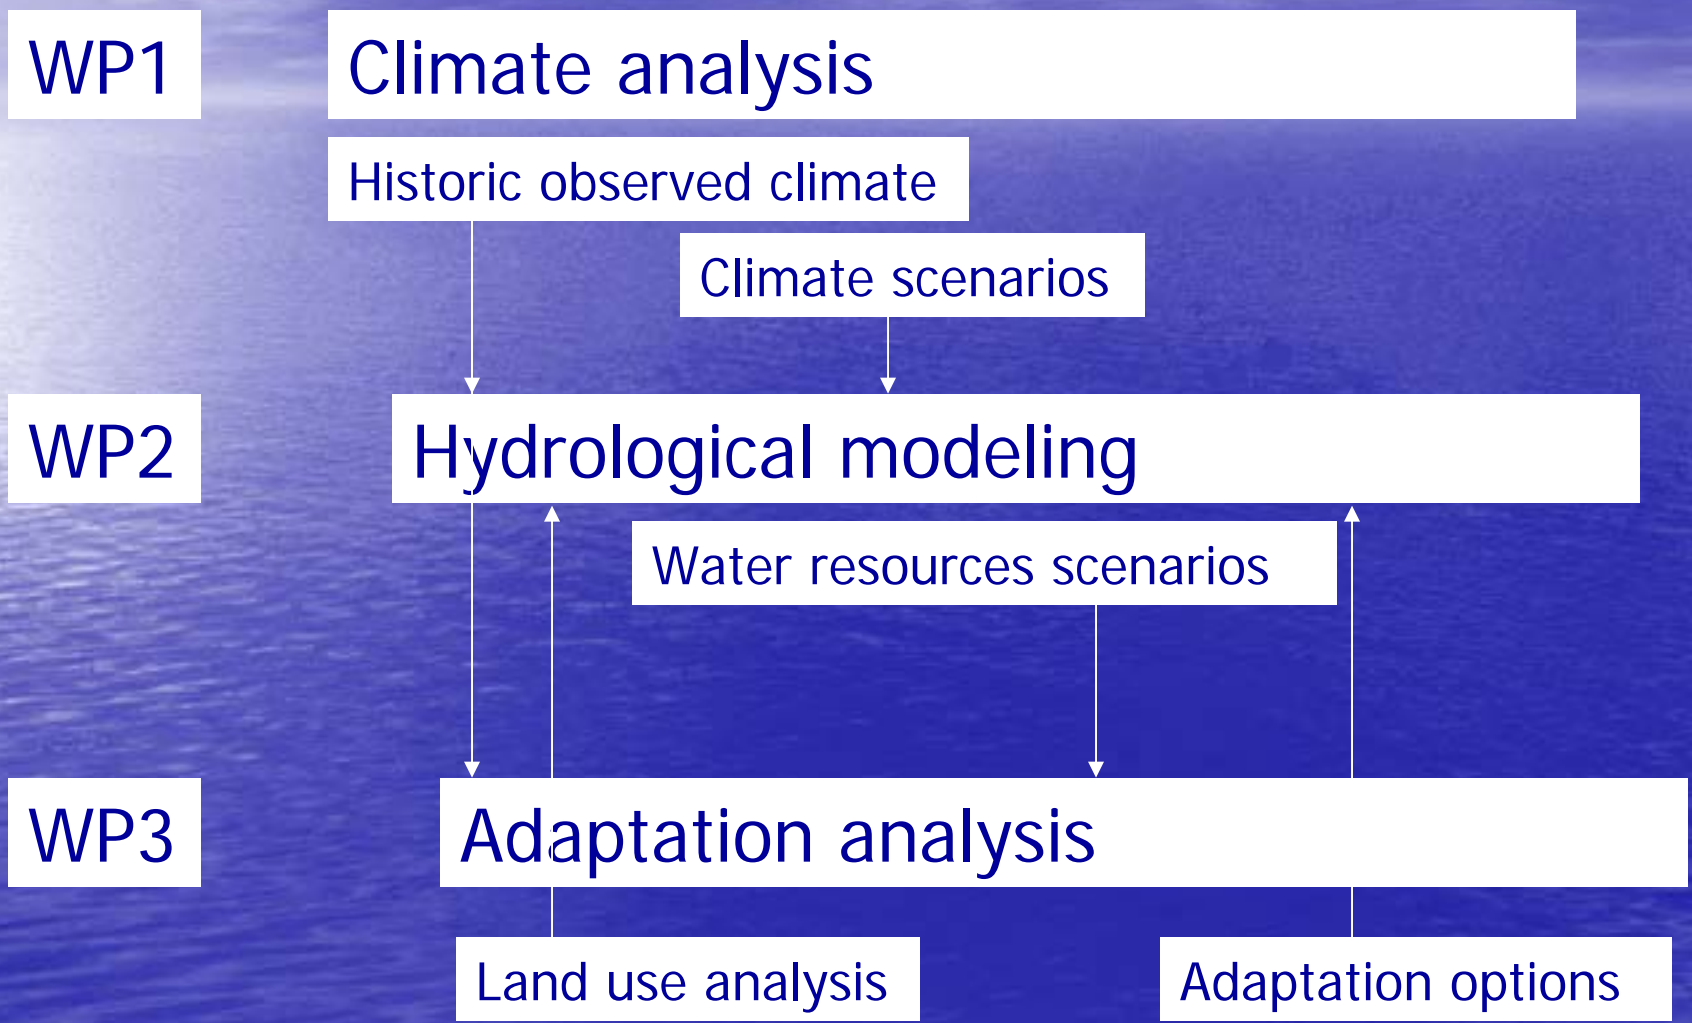 WP1 Climate analysis
Historic observed climate
Climate scenarios
WP2 Hydrological modeling
Water resources scenarios
WP3 Adaptation analysis
Land use analysis Adaptation options